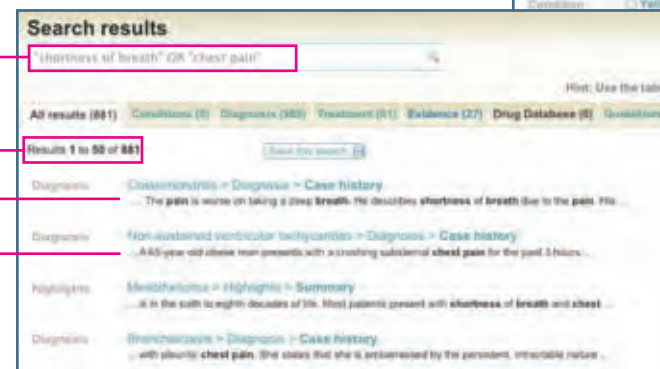 Condition
Search results
"shortness of breath" OR "chest pain"
Hint: Use the tabs
All results (881) Conditions (5) Diagnosis (580) Treatment (81) Evidence (27) Drug Database (6) Guidelines
Results 1 to 50 of 881
Save this search
Diagnosis Costochondritis > Diagnosis > Case history
... The pain is worse on taking a deep breath. He describes shortness of breath due to the pain. His ...
Diagnosis Non-sustained ventricular tachycardias > Diagnosis > Case history
... A 65-year-old obese man presents with a crushing substernal chest pain for the past 3 hours ...
Highlights Mesothelioma > Highlights > Summary
... is in the sixth to eighth decades of life. Most patients present with shortness of breath and chest ...
Diagnosis Bronchiectasis > Diagnosis > Case history
... with pleuritic chest pain. She states that she is embarrassed by the persistent, intractable nature ...